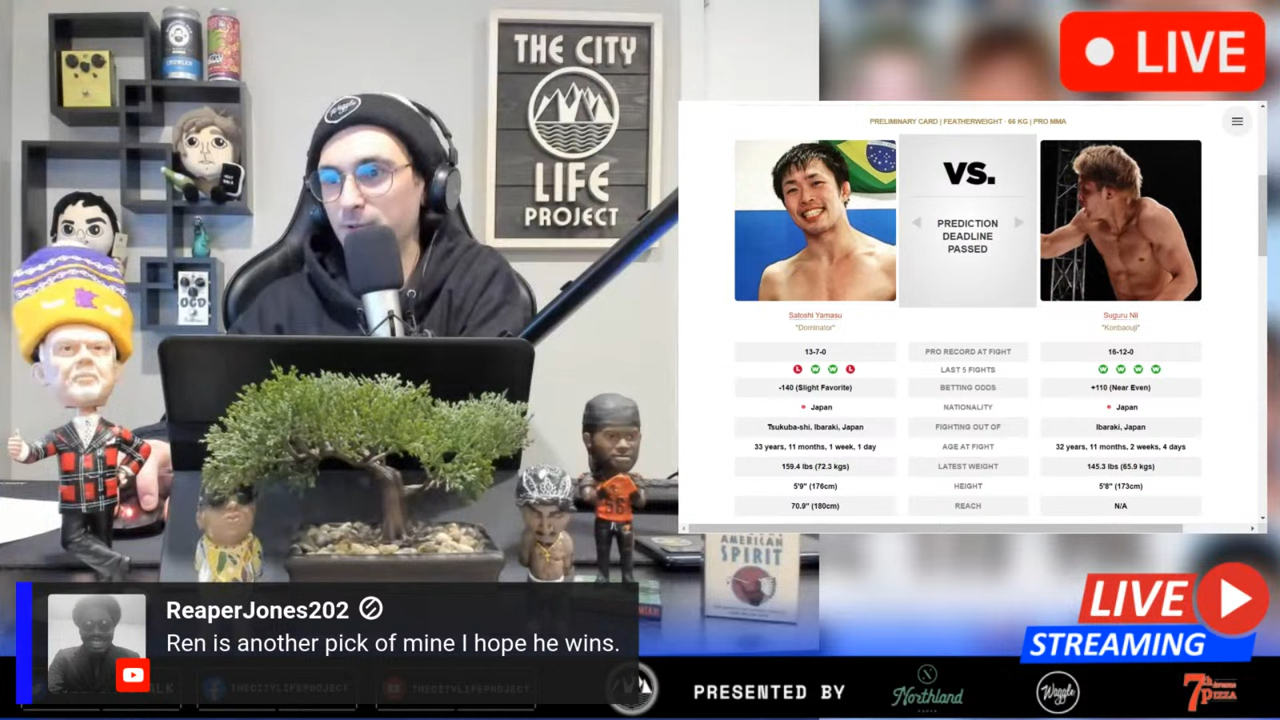 THE CITY
LIFE
PROJECT
Waggle
OCD
LIVE
PRELIMINARY CARD | FEATHERWEIGHT · 66 KG | PRO MMA
VS.
PREDICTION
DEADLINE
PASSED
Satoshi Yamasu
"Dominator"
Suguru Nii
"Konbaouji"
13-7-0 PRO RECORD AT FIGHT 16-12-0
L W W L LAST 5 FIGHTS W W W W
-140 (Slight Favorite) BETTING ODDS +110 (Near Even)
Japan NATIONALITY Japan
Tsukuba-shi, Ibaraki, Japan FIGHTING OUT OF Ibaraki, Japan
33 years, 11 months, 1 week, 1 day AGE AT FIGHT 32 years, 11 months, 2 weeks, 4 days
159.4 lbs (72.3 kgs) LATEST WEIGHT 145.3 lbs (65.9 kgs)
5'9" (176cm) HEIGHT 5'8" (173cm)
70.9" (180cm) REACH N/A
AMERICAN
SPIRIT
ReaperJones202
Ren is another pick of mine I hope he wins.
LIVE
STREAMING
THECITYLIFEPROJECT
THECITYLIFEPROJECT
PRESENTED BY
Northland
Waggle
7th
PIZZA